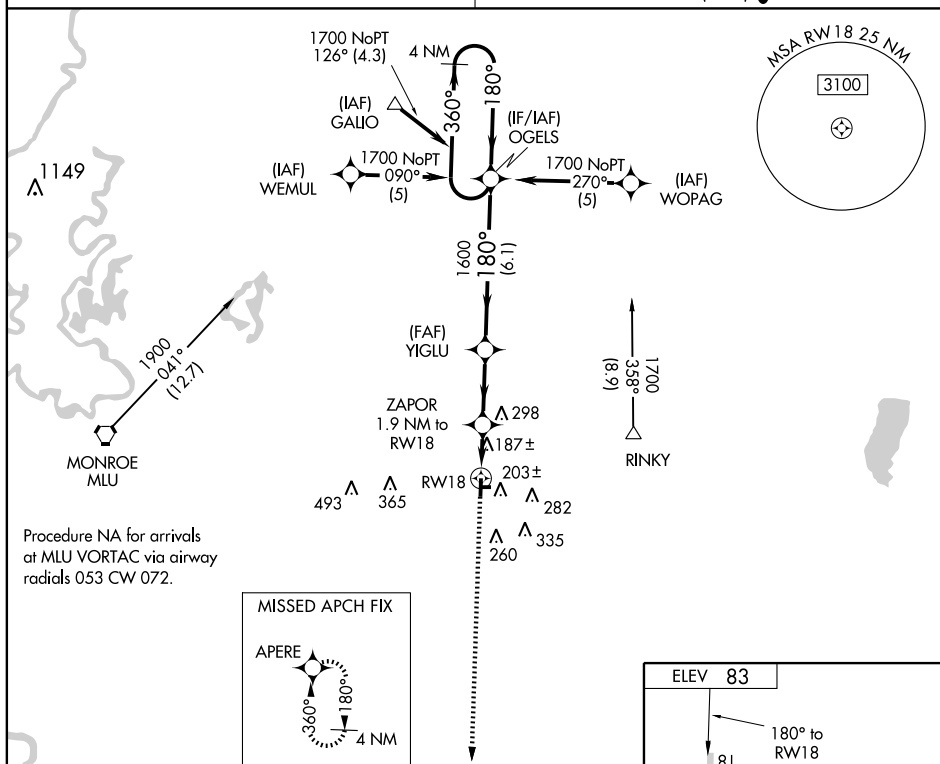 1700 NoPT
126° (4.3)
4 NM
360°
180°
(IAF)
GALIO
(IF/IAF)
OGELS
MSA RW18 25 NM
3100
1149
(IAF)
WEMUL
1700 NoPT
090°
(5)
1700 NoPT
270°
(5)
(IAF)
WOPAG
1600
180°
(6.1)
1900
041°
(12.7)
MONROE
MLU
(FAF)
YIGLU
1700
358°
(8.9)
RINKY
ZAPOR
1.9 NM to
RW18
298
187±
RW18
203±
493
365
282
335
260
Procedure NA for arrivals
at MLU VORTAC via airway
radials 053 CW 072.
MISSED APCH FIX
APERE
360°
180°
4 NM
ELEV 83
180° to
RW18
81